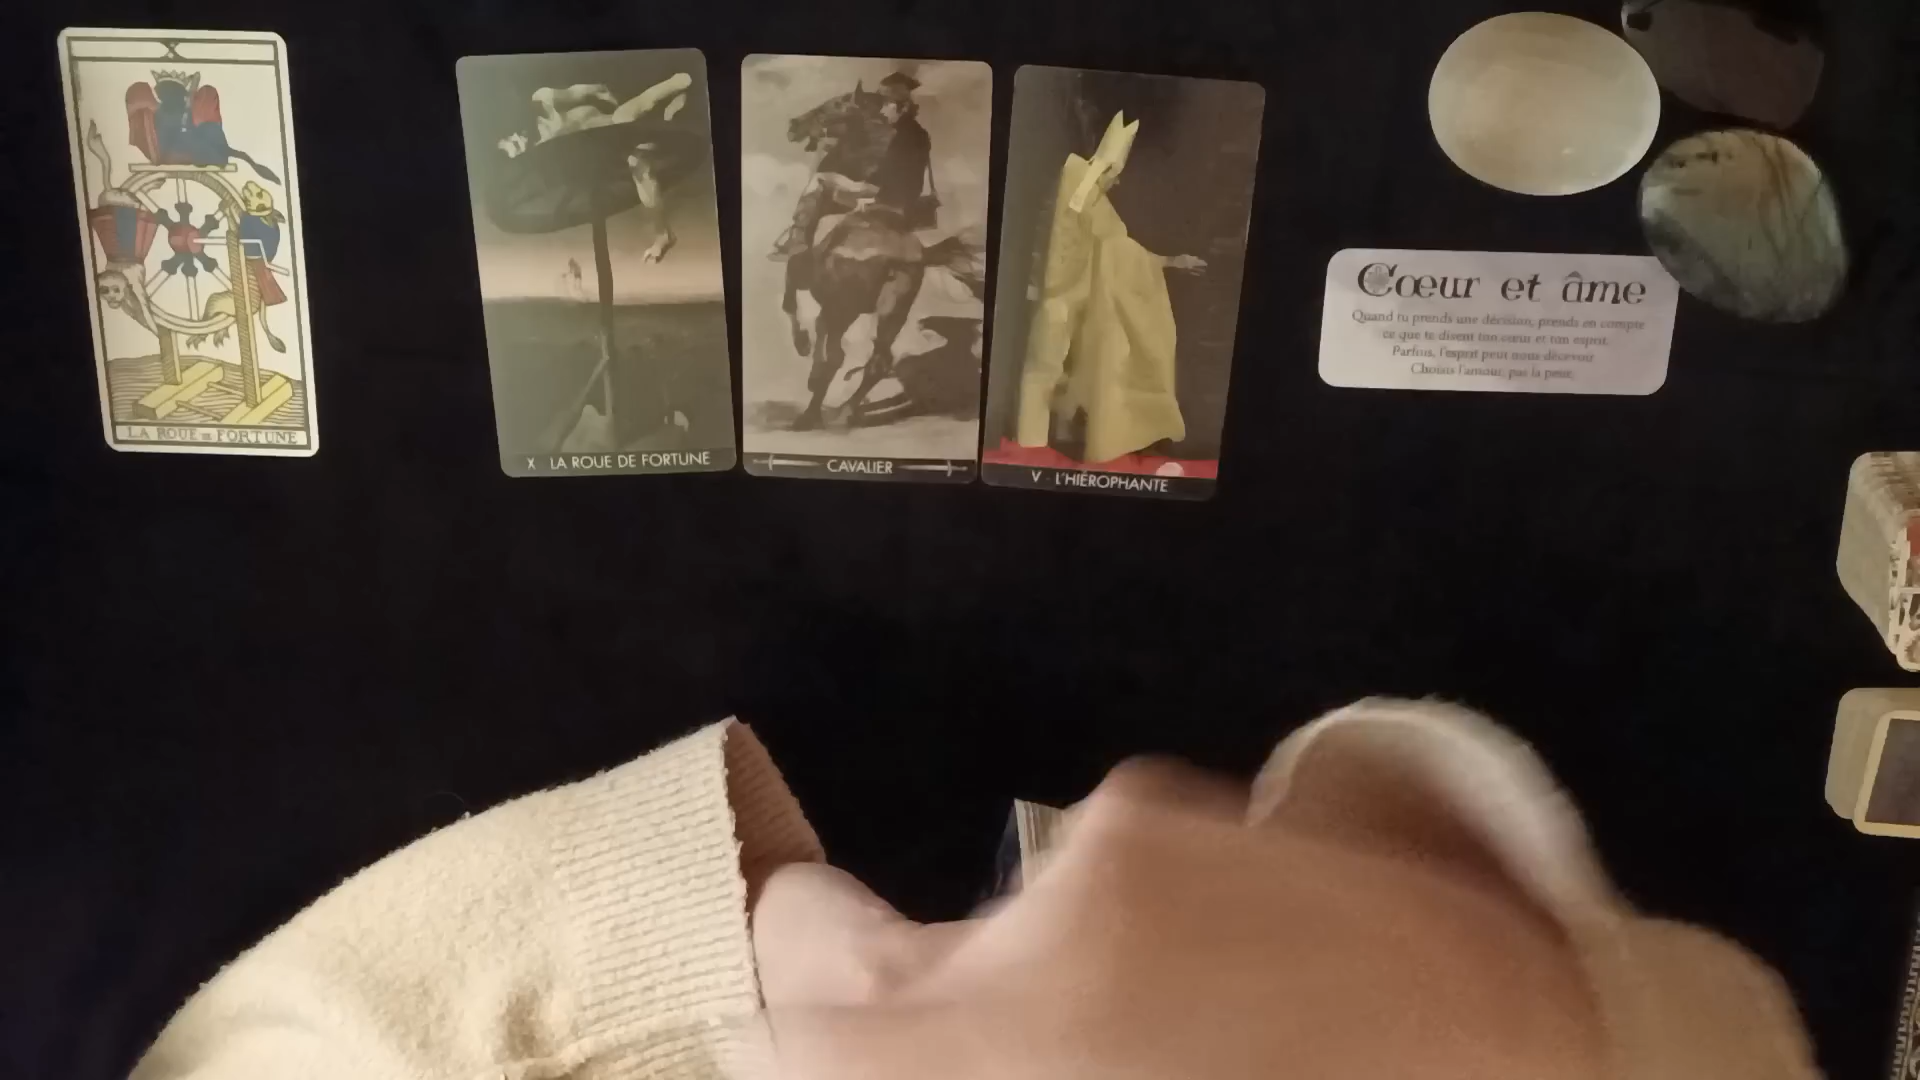 X
LA ROUE DE FORTUNE
X LA ROUE DE FORTUNE
CAVALIER
V - L'HIÉROPHANTE
Cœur et âme
Quand tu prends une décision, prends en compte
ce que te disent ton cœur et ton esprit.
Parfois, l'esprit peut nous décevoir.
Choisis l'amour, pas la peur.